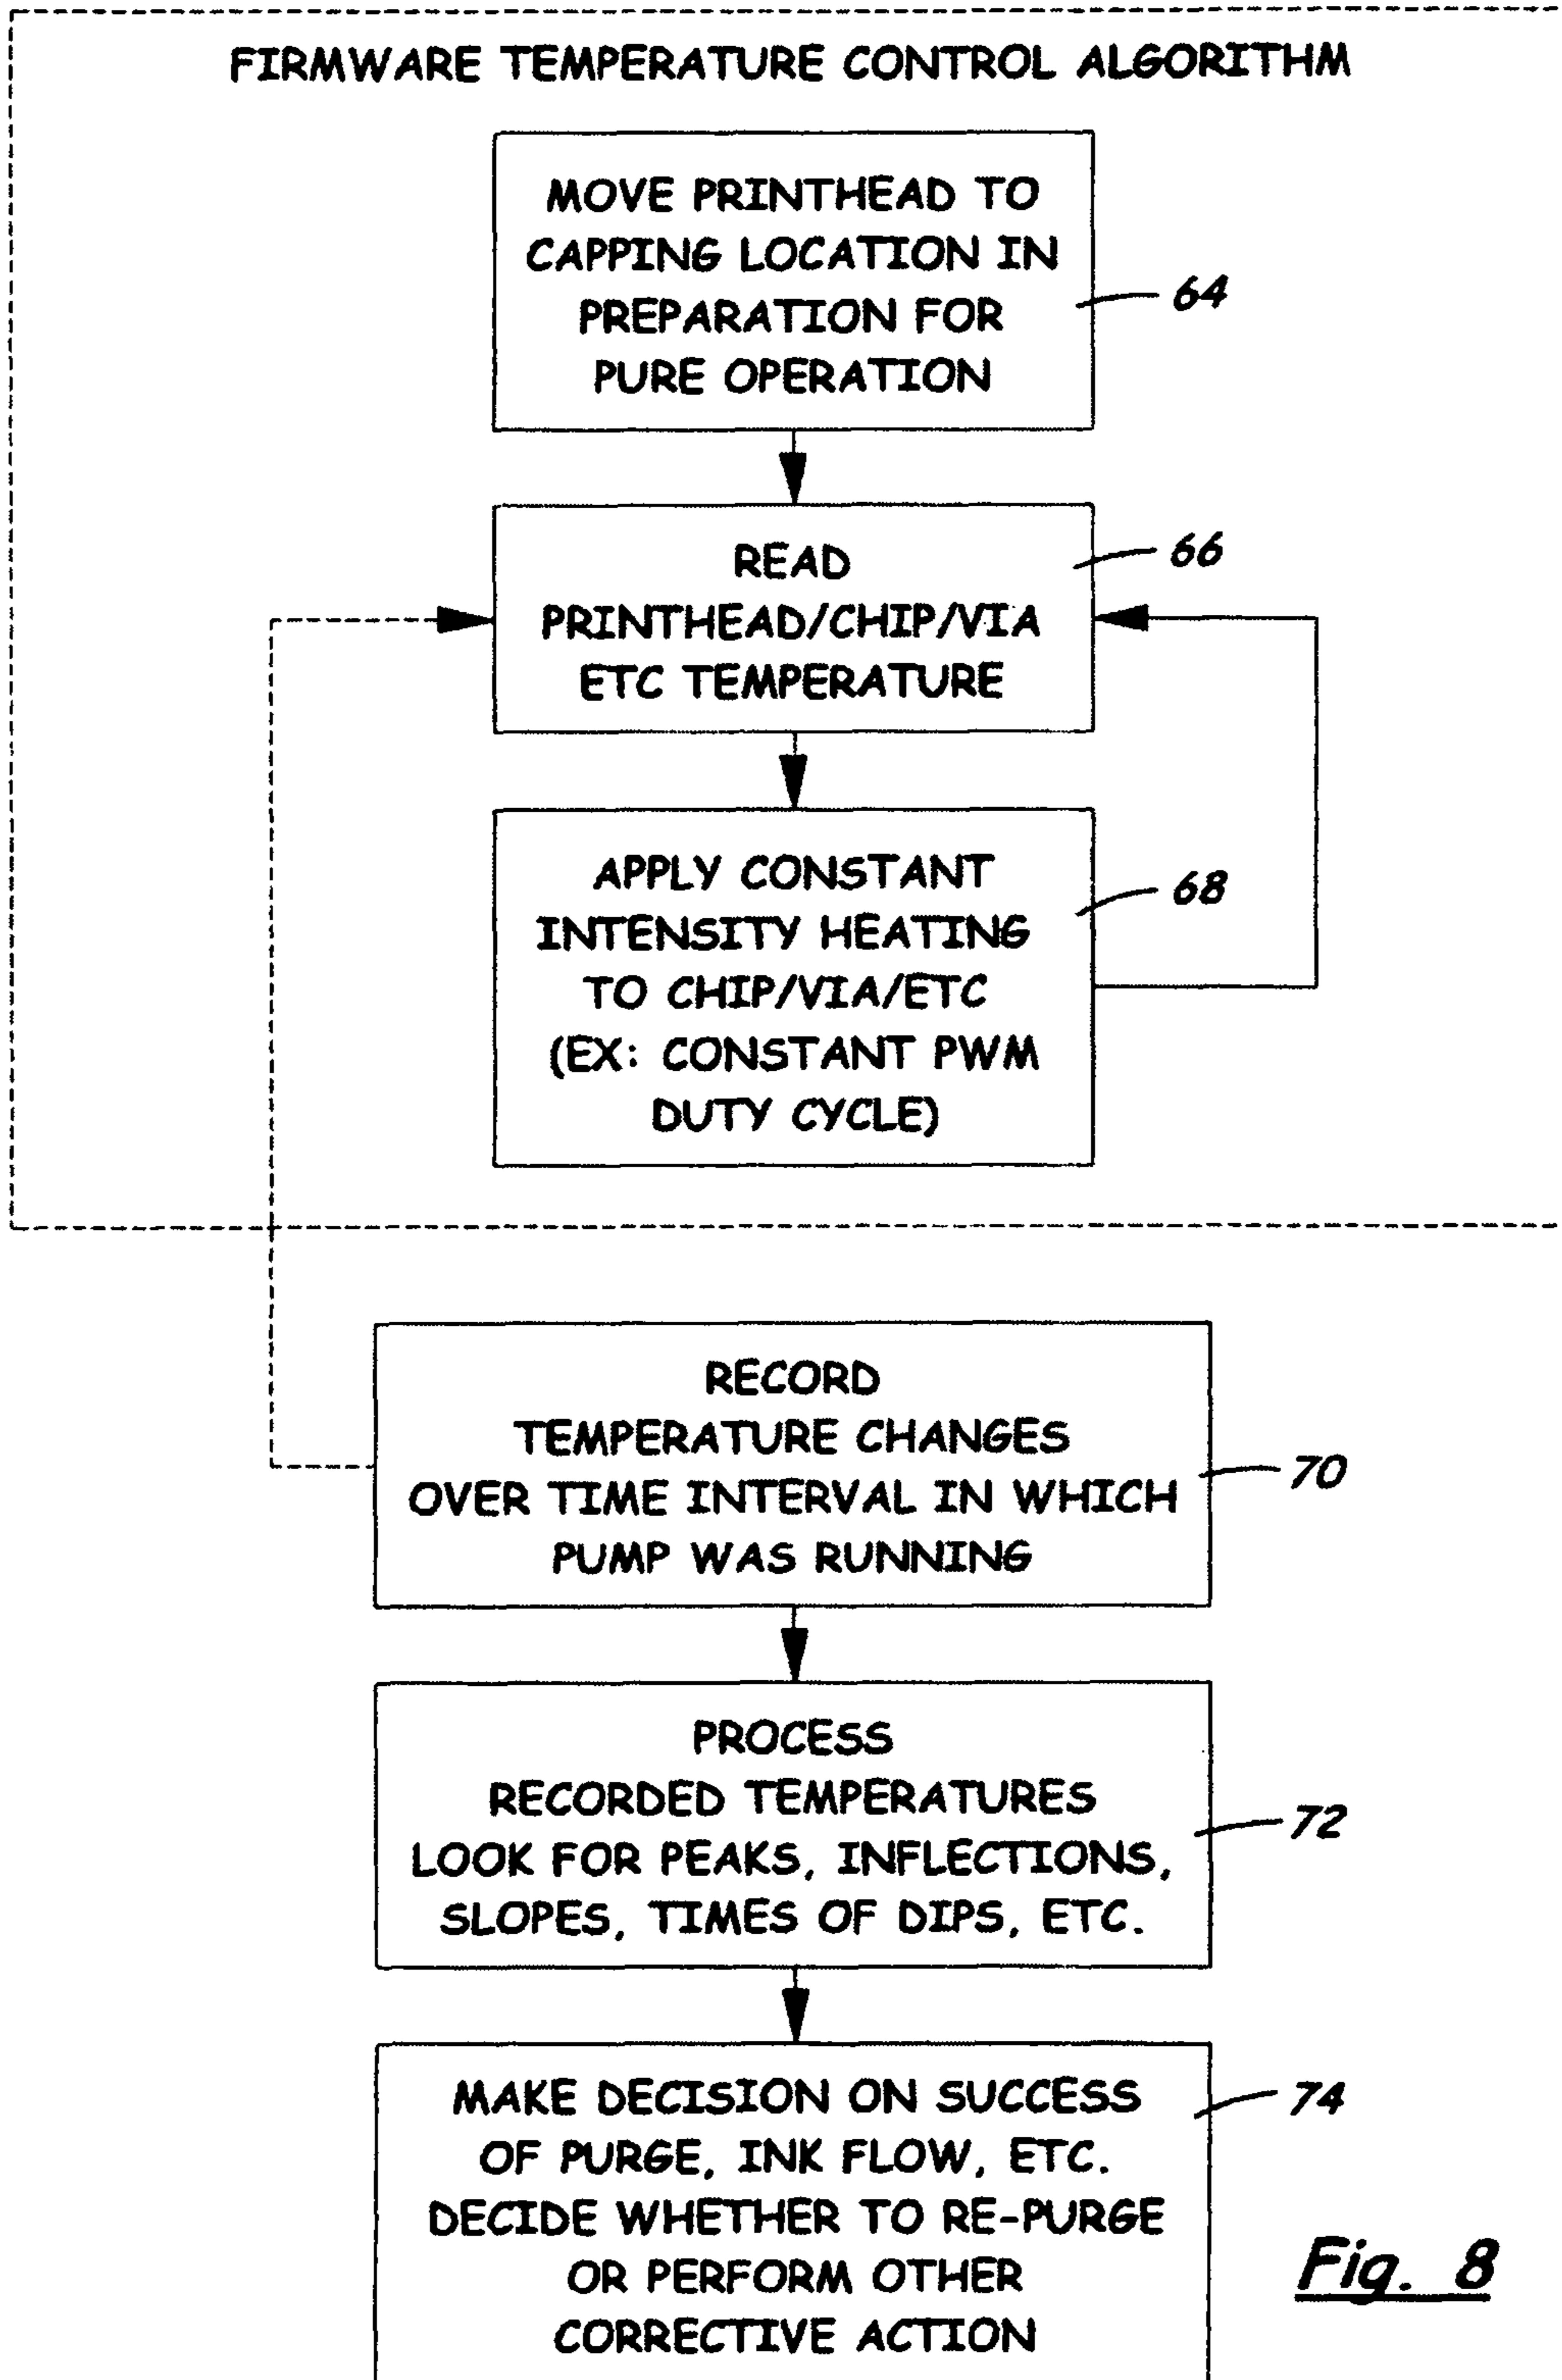 FIRMWARE TEMPERATURE CONTROL ALGORITHM
MOVE PRINTHEAD TO
CAPPING LOCATION IN
PREPARATION FOR
PURE OPERATION
64
READ
PRINTHEAD/CHIP/VIA
ETC TEMPERATURE
66
APPLY CONSTANT
INTENSITY HEATING
TO CHIP/VIA/ETC
(EX: CONSTANT PWM
DUTY CYCLE)
68
RECORD
TEMPERATURE CHANGES
OVER TIME INTERVAL IN WHICH
PUMP WAS RUNNING
70
PROCESS
RECORDED TEMPERATURES
LOOK FOR PEAKS, INFLECTIONS,
SLOPES, TIMES OF DIPS, ETC.
72
MAKE DECISION ON SUCCESS
OF PURGE, INK FLOW, ETC.
DECIDE WHETHER TO RE-PURGE
OR PERFORM OTHER
CORRECTIVE ACTION
74
Fig. 8